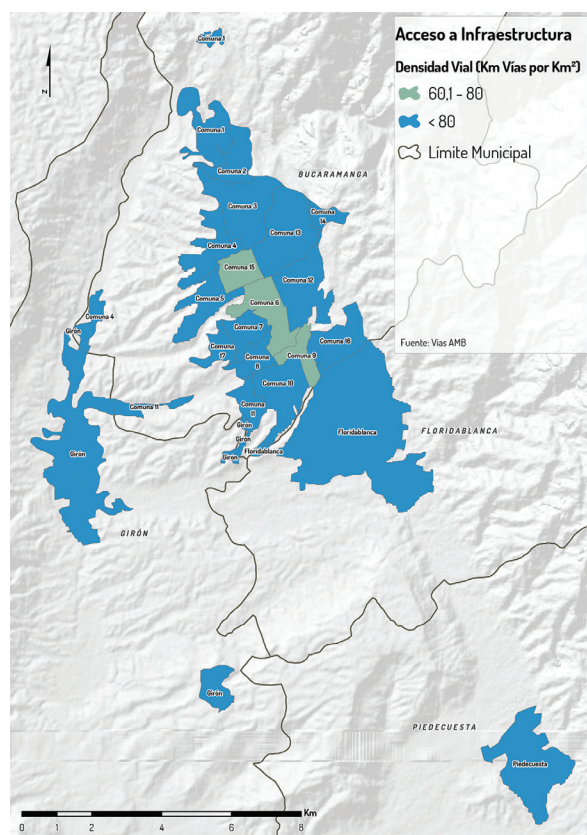 Acceso a Infraestructura
Densidad Vial (Km Vías por Km²)
60,1 - 80
< 80
Límite Municipal
Fuente: Vías AMB
N
Comuna 1
Comuna 1
Comuna 2
BUCARAMANGA
Comuna 3
Comuna
14
Comuna 13
Comuna 4
Comuna 15
Comuna 12
Comuna 5
Comuna 6
Comuna 4
Girón
Comuna 7
Comuna 16
Comuna
17
Comuna
8
Comuna 9
Comuna 10
Comuna 11
Comuna
11
Girón
Girón
Girón
Floridablanca
Floridablanca
FLORIDABLANCA
Girón
GIRÓN
Girón
PIEDECUESTA
Piedecuesta
Km
0 1 2 4 6 8